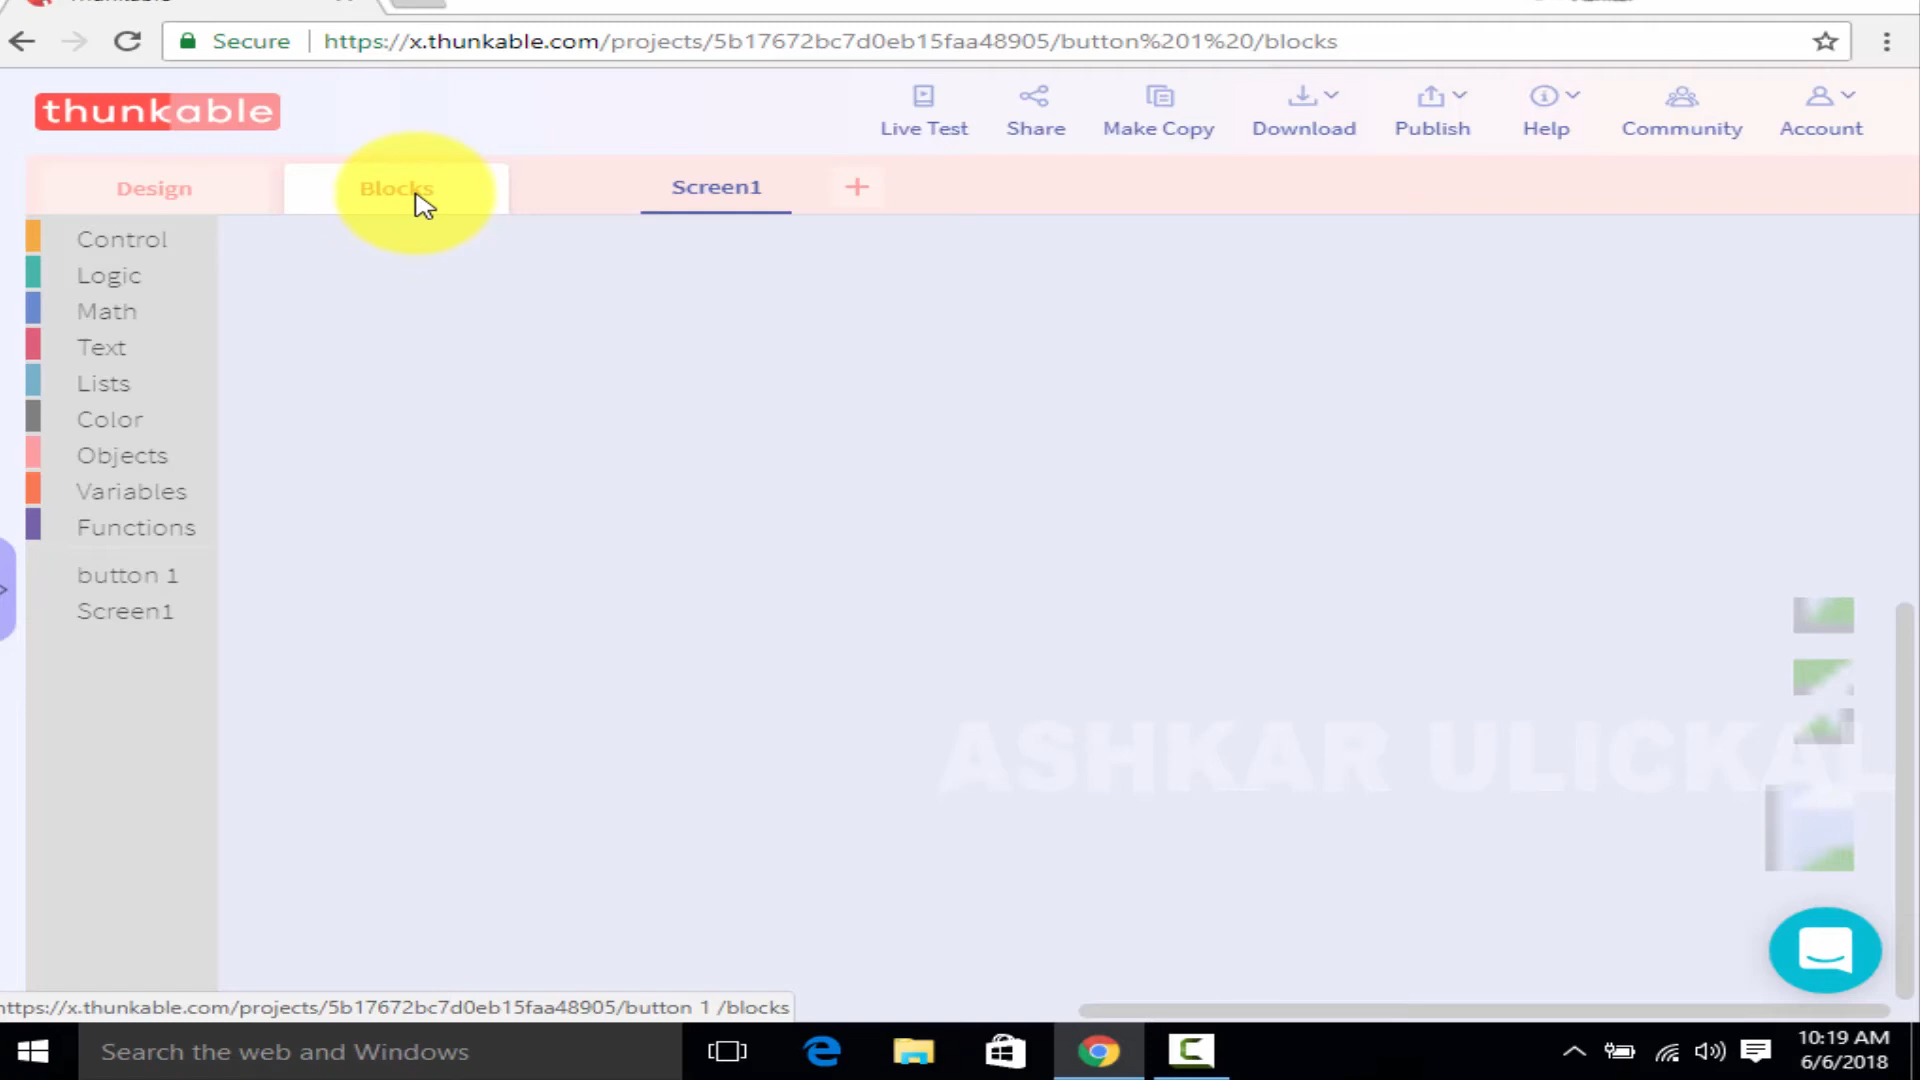 Secure | https://x.thunkable.com/projects/5b17672bc7d0eb15faa48905/button%201%20/blocks
thunkable
Live Test
Share
Make Copy
Download
Publish
Help
Community
Account
Design
Blocks
Screen1
+
Control
Logic
Math
Text
Lists
Color
Objects
Variables
Functions
button 1
Screen1
ASHKAR ULICKAL
https://x.thunkable.com/projects/5b17672bc7d0eb15faa48905/button 1 /blocks
Search the web and Windows
10:19 AM
6/6/2018